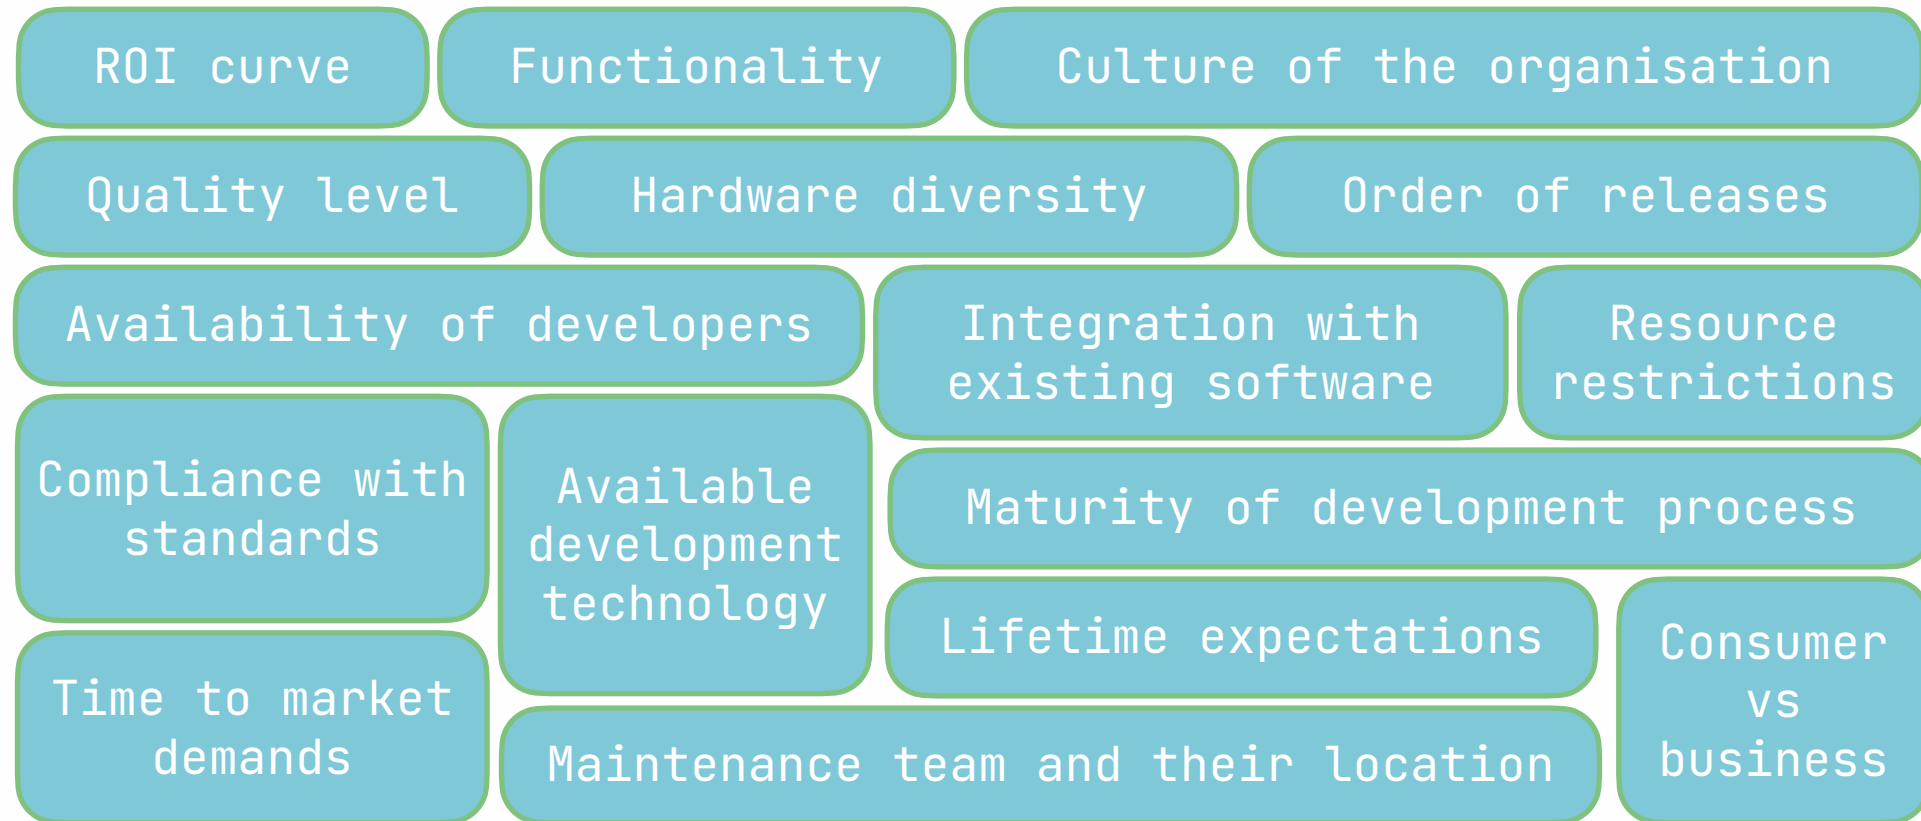 ROI curve
Functionality
Culture of the organisation
Quality level
Hardware diversity
Order of releases
Availability of developers
Integration with
existing software
Resource
restrictions
Compliance with
standards
Available
development
technology
Maturity of development process
Lifetime expectations
Consumer
vs
business
Time to market
demands
Maintenance team and their location